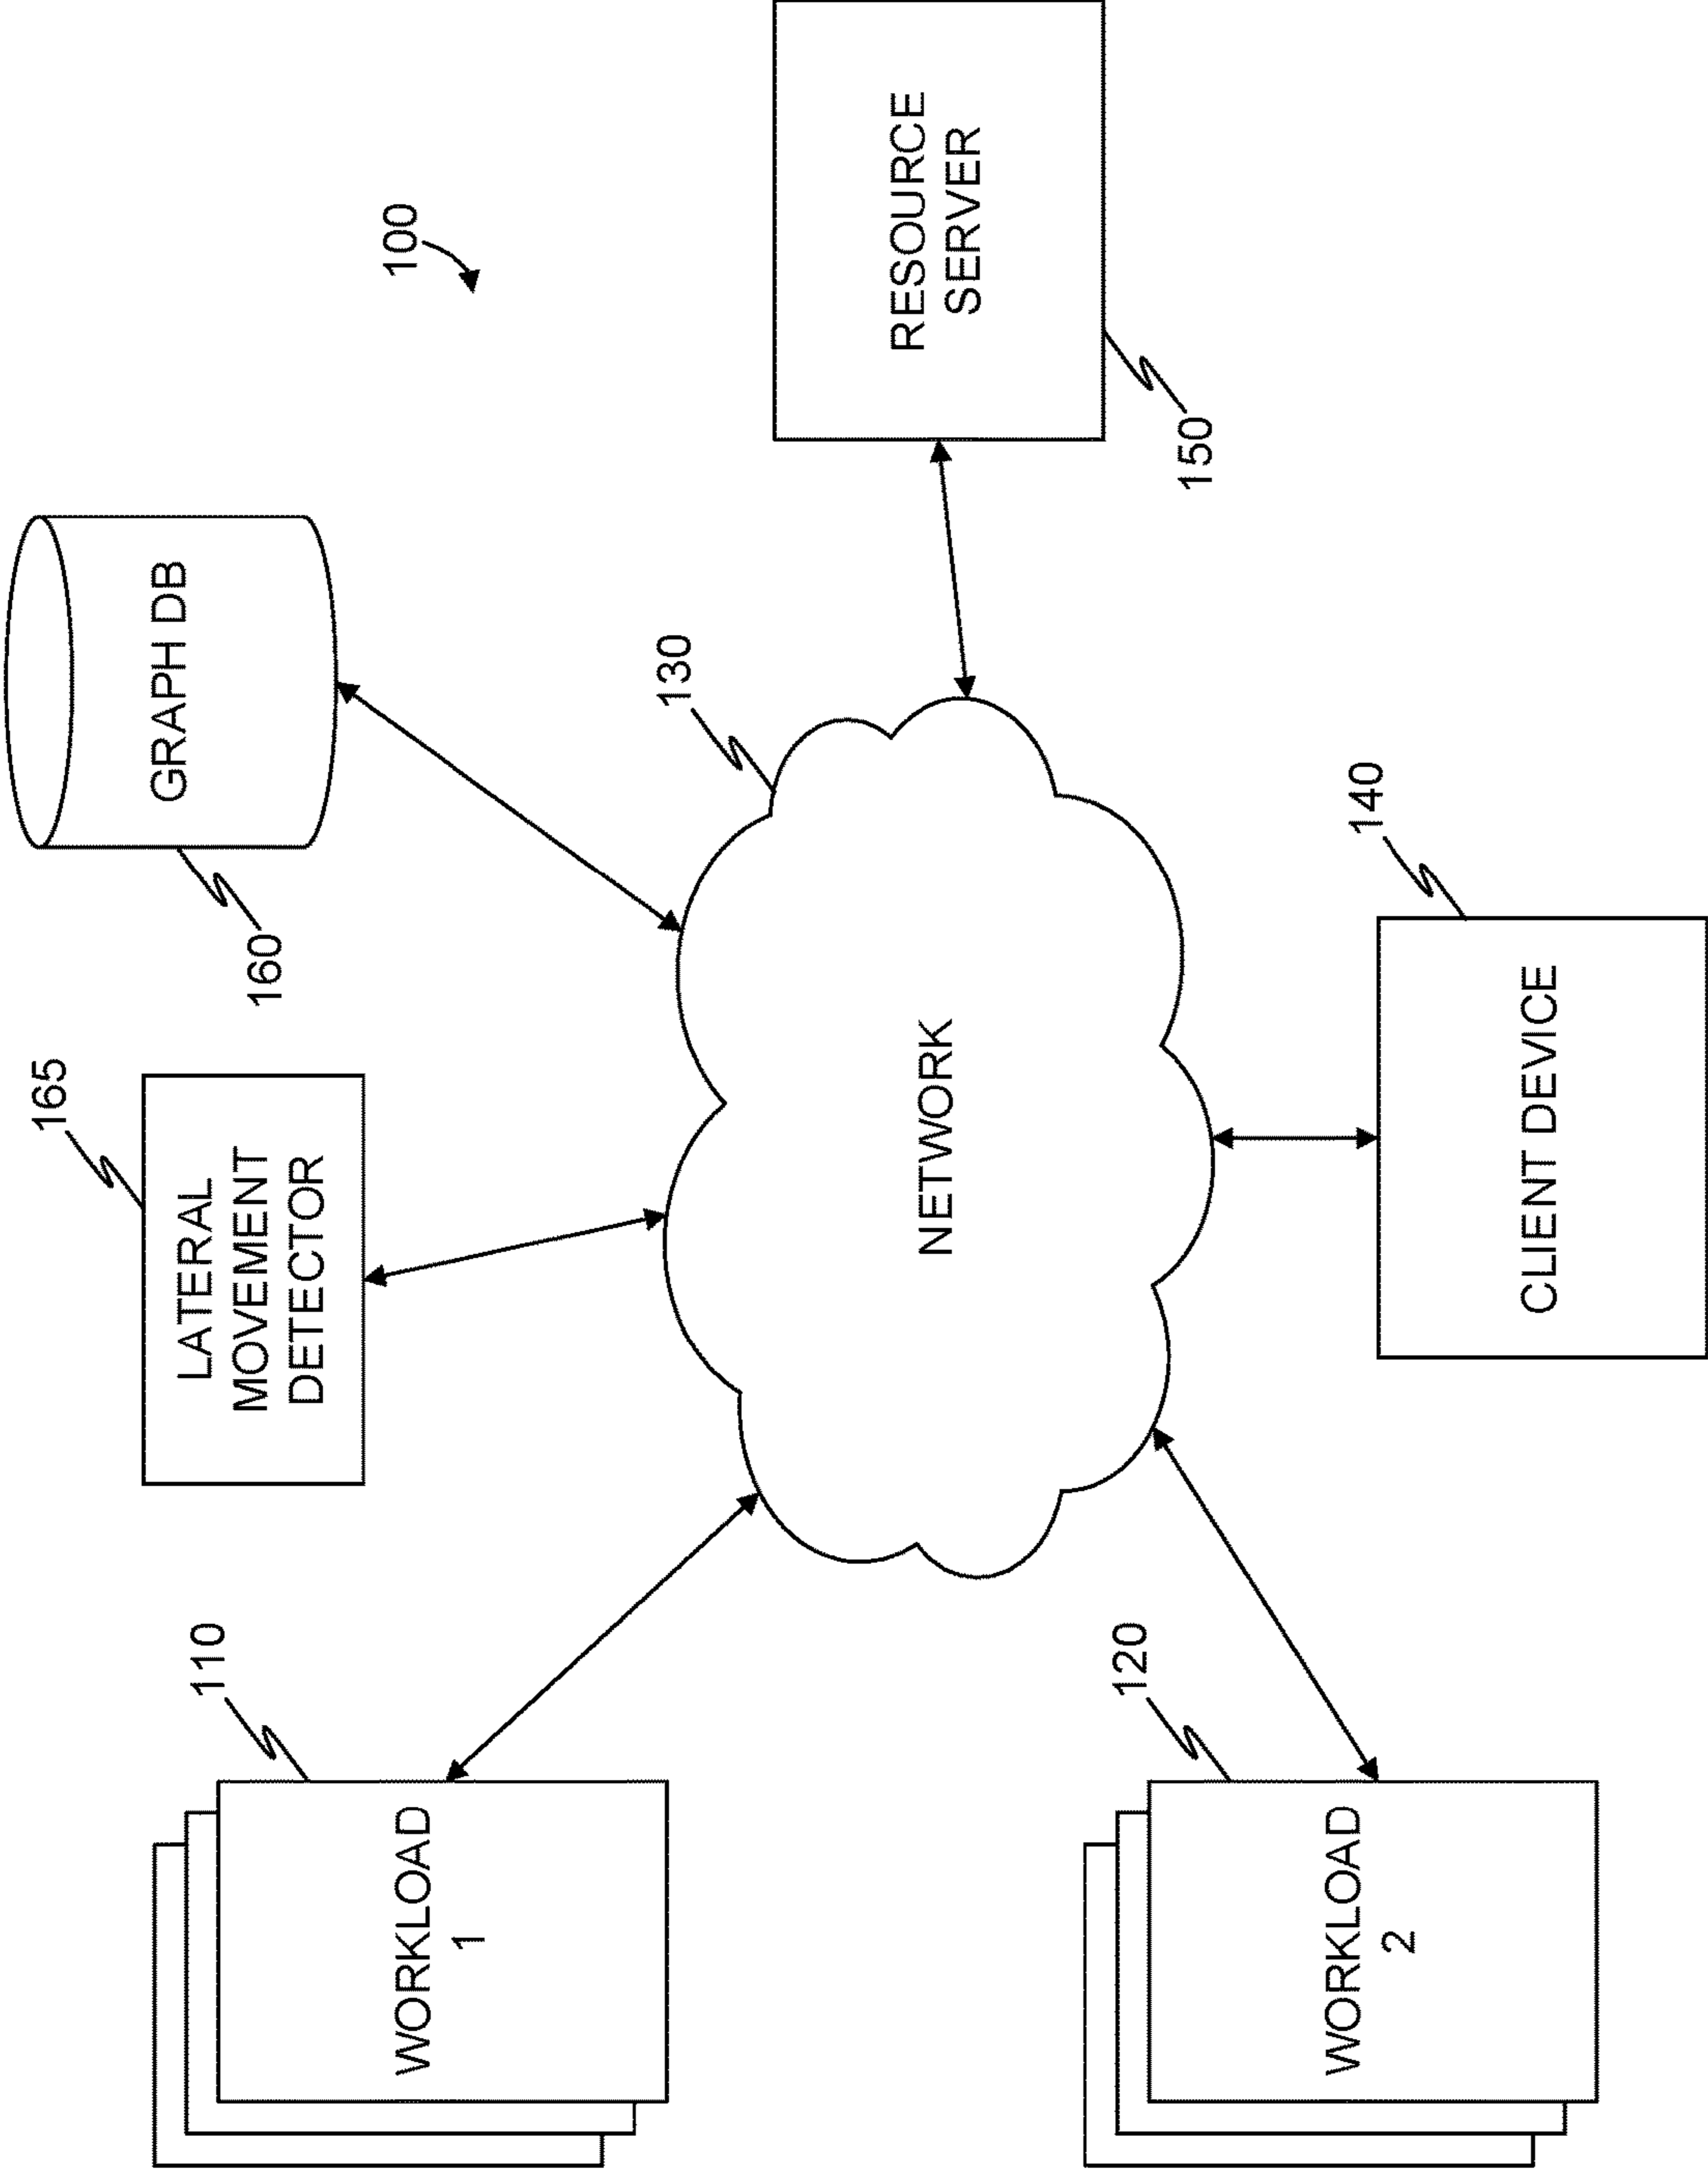 100
165
LATERAL
MOVEMENT
DETECTOR
160
GRAPH DB
110
WORKLOAD
1
130
NETWORK
RESOURCE
SERVER
150
120
WORKLOAD
2
140
CLIENT DEVICE